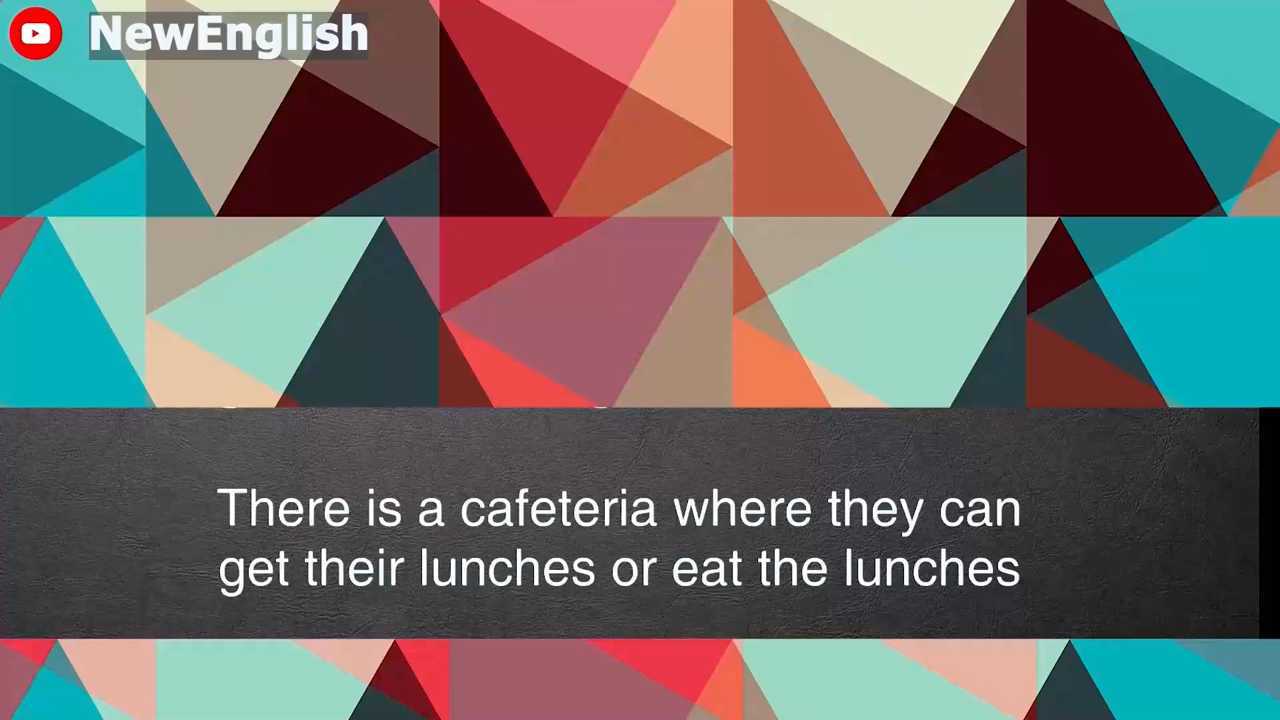 NewEnglish
There is a cafeteria where they can
get their lunches or eat the lunches